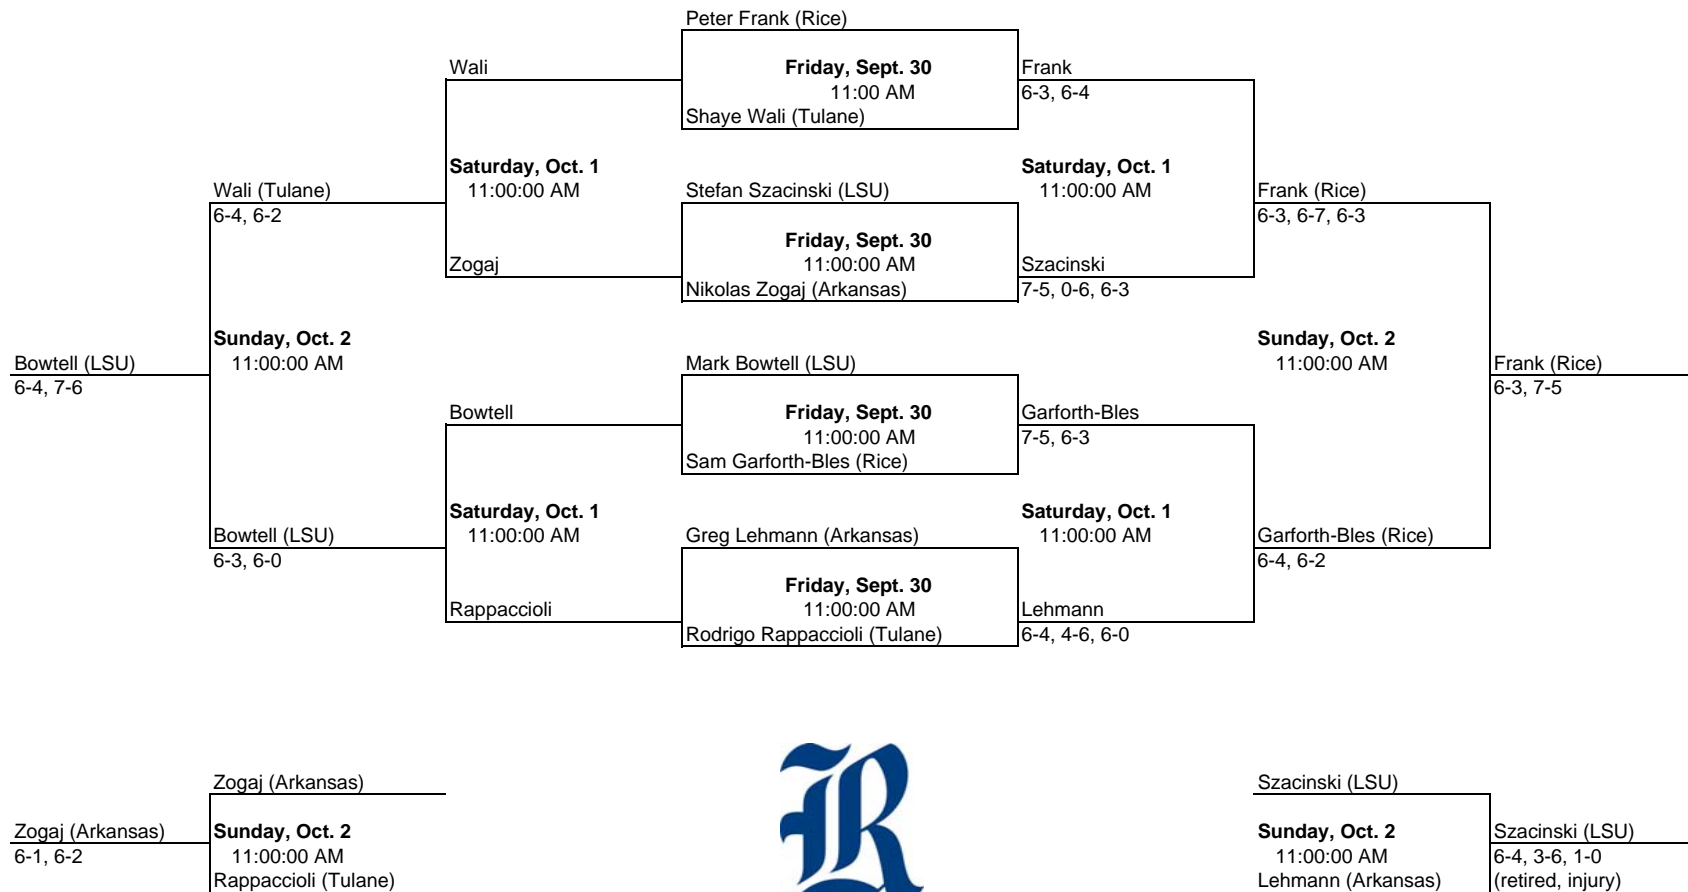 Peter Frank (Rice)
Wali
Friday, Sept. 30
Frank
11:00 AM
6-3, 6-4
Shaye Wali (Tulane)
Saturday, Oct. 1
Saturday, Oct. 1
Wali (Tulane)
11:00:00 AM
Stefan Szacinski (LSU)
11:00:00 AM
Frank (Rice)
6-4, 6-2
6-3, 6-7, 6-3
Friday, Sept. 30
Zogaj
11:00:00 AM
Szacinski
Nikolas Zogaj (Arkansas)
7-5, 0-6, 6-3
Sunday, Oct. 2
Sunday, Oct. 2
Bowtell (LSU)
11:00:00 AM
Mark Bowtell (LSU)
11:00:00 AM
Frank (Rice)
6-4, 7-6
6-3, 7-5
Bowtell
Friday, Sept. 30
Garforth-Bles
11:00:00 AM
7-5, 6-3
Sam Garforth-Bles (Rice)
Saturday, Oct. 1
Saturday, Oct. 1
Bowtell (LSU)
11:00:00 AM
Greg Lehmann (Arkansas)
11:00:00 AM
Garforth-Bles (Rice)
6-3, 6-0
6-4, 6-2
Friday, Sept. 30
Rappaccioli
11:00:00 AM
Lehmann
Rodrigo Rappaccioli (Tulane)
6-4, 4-6, 6-0
Zogaj (Arkansas)
Szacinski (LSU)
Zogaj (Arkansas)
Sunday, Oct. 2
R
Sunday, Oct. 2
Szacinski (LSU)
6-1, 6-2
11:00:00 AM
11:00:00 AM
6-4, 3-6, 1-0
Rappaccioli (Tulane)
Lehmann (Arkansas)
(retired, injury)